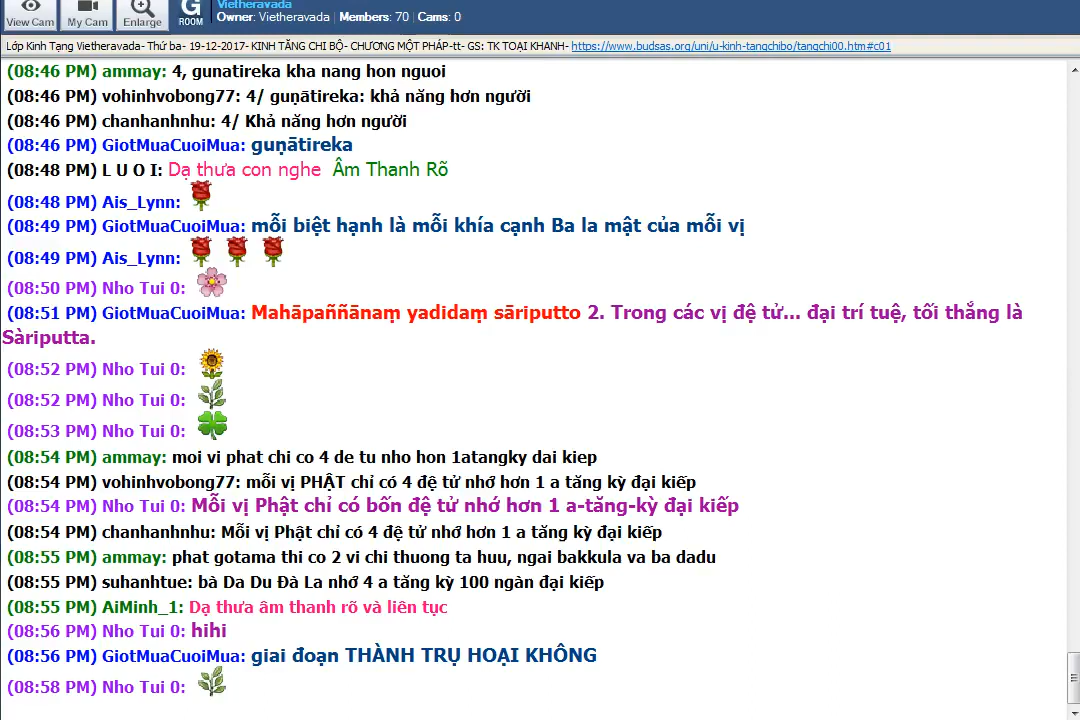 View Cam
My Cam
Enlarge
G
ROOM
Vietheravada
Owner: Vietheravada | Members: 70 | Cams: 0
Lớp Kinh Tạng Vietheravada- Thứ ba- 19-12-2017- KINH TĂNG CHI BỘ- CHƯƠNG MỘT PHÁP-tt- GS: TK TOẠI KHANH- https://www.budsas.org/uni/u-kinh-tangchibo/tangchi00.htm#c01
(08:46 PM) ammay: 4, gunatireka kha nang hon nguoi
(08:46 PM) vohinhvobong77: 4/ guṇātireka: khả năng hơn người
(08:46 PM) chanhanhnhu: 4/ Khả năng hơn người
(08:46 PM) GiotMuaCuoiMua: guṇātireka
(08:48 PM) L U O I: Dạ thưa con nghe Âm Thanh Rõ
(08:48 PM) Ais_Lynn:
(08:49 PM) GiotMuaCuoiMua: mỗi biệt hạnh là mỗi khía cạnh Ba la mật của mỗi vị
(08:49 PM) Ais_Lynn:
(08:50 PM) Nho Tui 0:
(08:51 PM) GiotMuaCuoiMua: Mahāpaññānaṃ yadidaṃ sāriputto 2. Trong các vị đệ tử... đại trí tuệ, tối thắng là
Sàriputta.
(08:52 PM) Nho Tui 0:
(08:52 PM) Nho Tui 0:
(08:53 PM) Nho Tui 0:
(08:54 PM) ammay: moi vi phat chi co 4 de tu nho hon 1atangky dai kiep
(08:54 PM) vohinhvobong77: mỗi vị PHẬT chỉ có 4 đệ tử nhớ hơn 1 a tăng kỳ đại kiếp
(08:54 PM) Nho Tui 0: Mỗi vị Phật chỉ có bốn đệ tử nhớ hơn 1 a-tăng-kỳ đại kiếp
(08:54 PM) chanhanhnhu: Mỗi vị Phật chỉ có 4 đệ tử nhớ hơn 1 a tăng kỳ đại kiếp
(08:55 PM) ammay: phat gotama thi co 2 vi chi thuong ta huu, ngai bakkula va ba dadu
(08:55 PM) suhanhtue: bà Da Du Đà La nhớ 4 a tăng kỳ 100 ngàn đại kiếp
(08:55 PM) AiMinh_1: Dạ thưa âm thanh rõ và liên tục
(08:56 PM) Nho Tui 0: hihi
(08:56 PM) GiotMuaCuoiMua: giai đoạn THÀNH TRỤ HOẠI KHÔNG
(08:58 PM) Nho Tui 0: